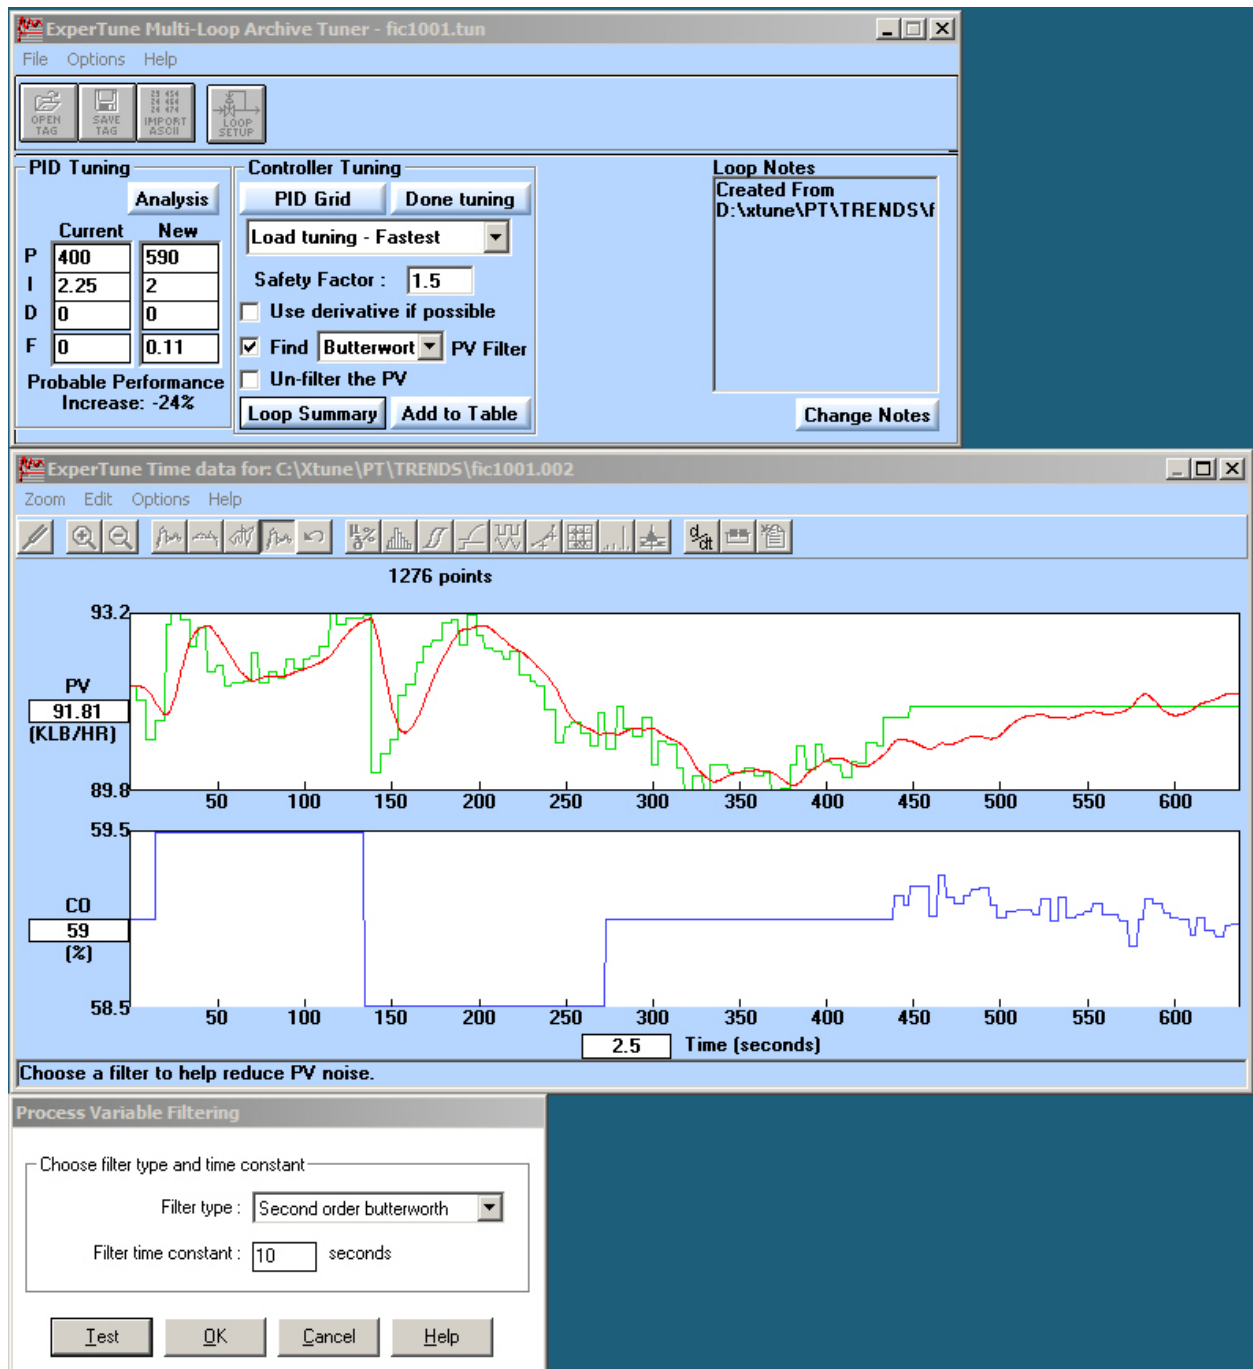 ExperTune Multi-Loop Archive Tuner - fic1001.tun
File Options Help
OPEN TAG
SAVE TAG
23 454
24 464
24 474
IMPORT ASCII
LOOP SETUP
PID Tuning
Analysis
Current New
P 400 590
I 2.25 2
D 0 0
F 0 0.11
Probable Performance
Increase: -24%
Controller Tuning
PID Grid Done tuning
Load tuning - Fastest
Safety Factor : 1.5
Use derivative if possible
Find Butterwort PV Filter
Un-filter the PV
Loop Summary Add to Table
Loop Notes
Created From
D:\xtune\PT\TRENDS\f
Change Notes
ExperTune Time data for: C:\Xtune\PT\TRENDS\fic1001.002
Zoom Edit Options Help
d/dt
1276 points
93.2
PV
91.81
(KLB/HR)
89.8
50 100 150 200 250 300 350 400 450 500 550 600
59.5
CO
59
(%)
58.5
50 100 150 200 250 300 350 400 450 500 550 600
2.5 Time (seconds)
Choose a filter to help reduce PV noise.
Process Variable Filtering
Choose filter type and time constant
Filter type : Second order butterworth
Filter time constant : 10 seconds
Test OK Cancel Help